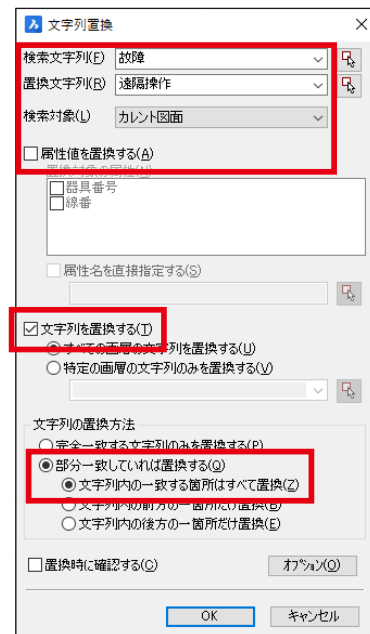 文字列置換
検索文字列(F) 故障
置換文字列(R) 遠隔操作
検索対象(L) カレント図面
属性値を置換する(A)
置換対象の属性(N)
器具番号
線番
属性名を直接指定する(S)
文字列を置換する(T)
すべての画層の文字列を置換する(U)
特定の画層の文字列のみを置換する(V)
文字列の置換方法
完全一致する文字列のみを置換する(P)
部分一致していれば置換する(Q)
文字列内の一致する箇所はすべて置換(Z)
文字列内の前方の一箇所だけ置換(B)
文字列内の後方の一箇所だけ置換(E)
置換時に確認する(C) オプション(O)
OK キャンセル